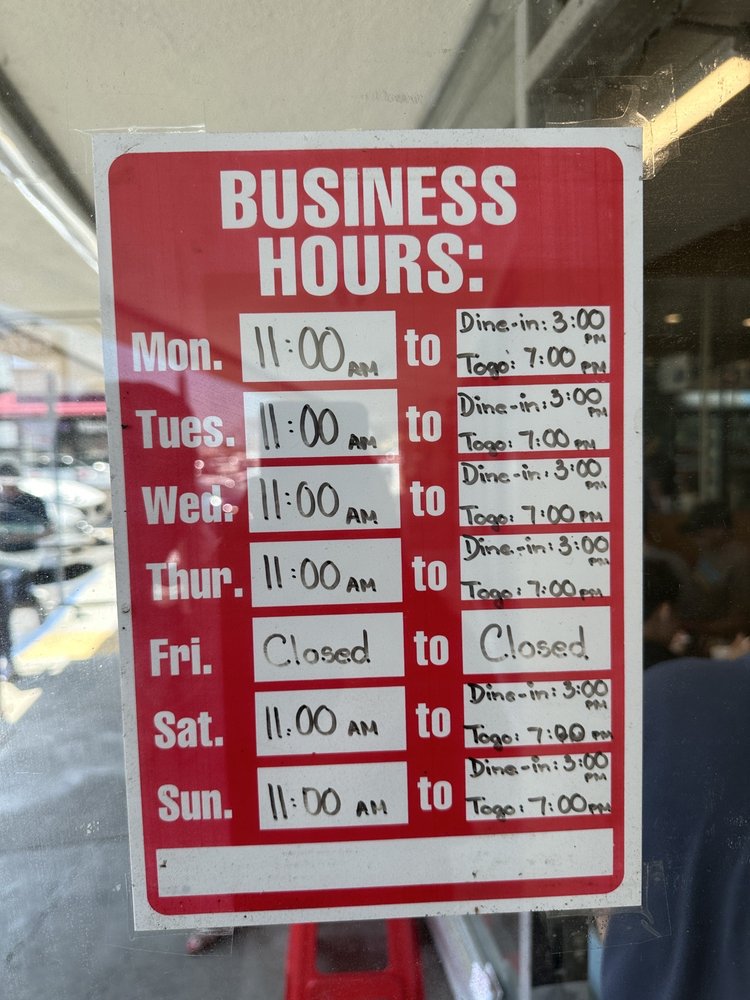 BUSINESS
HOURS:
Mon. 11:00 AM to Dine-in: 3:00 PM
Togo: 7:00 PM
Tues. 11:00 AM to Dine-in: 3:00 PM
Togo: 7:00 PM
Wed. 11:00 AM to Dine-in: 3:00 PM
Togo: 7:00 PM
Thur. 11:00 AM to Dine-in: 3:00 PM
Togo: 7:00 PM
Fri. Closed to Closed
Sat. 11:00 AM to Dine-in: 3:00 PM
Togo: 7:00 PM
Sun. 11:00 AM to Dine-in: 3:00 PM
Togo: 7:00 PM